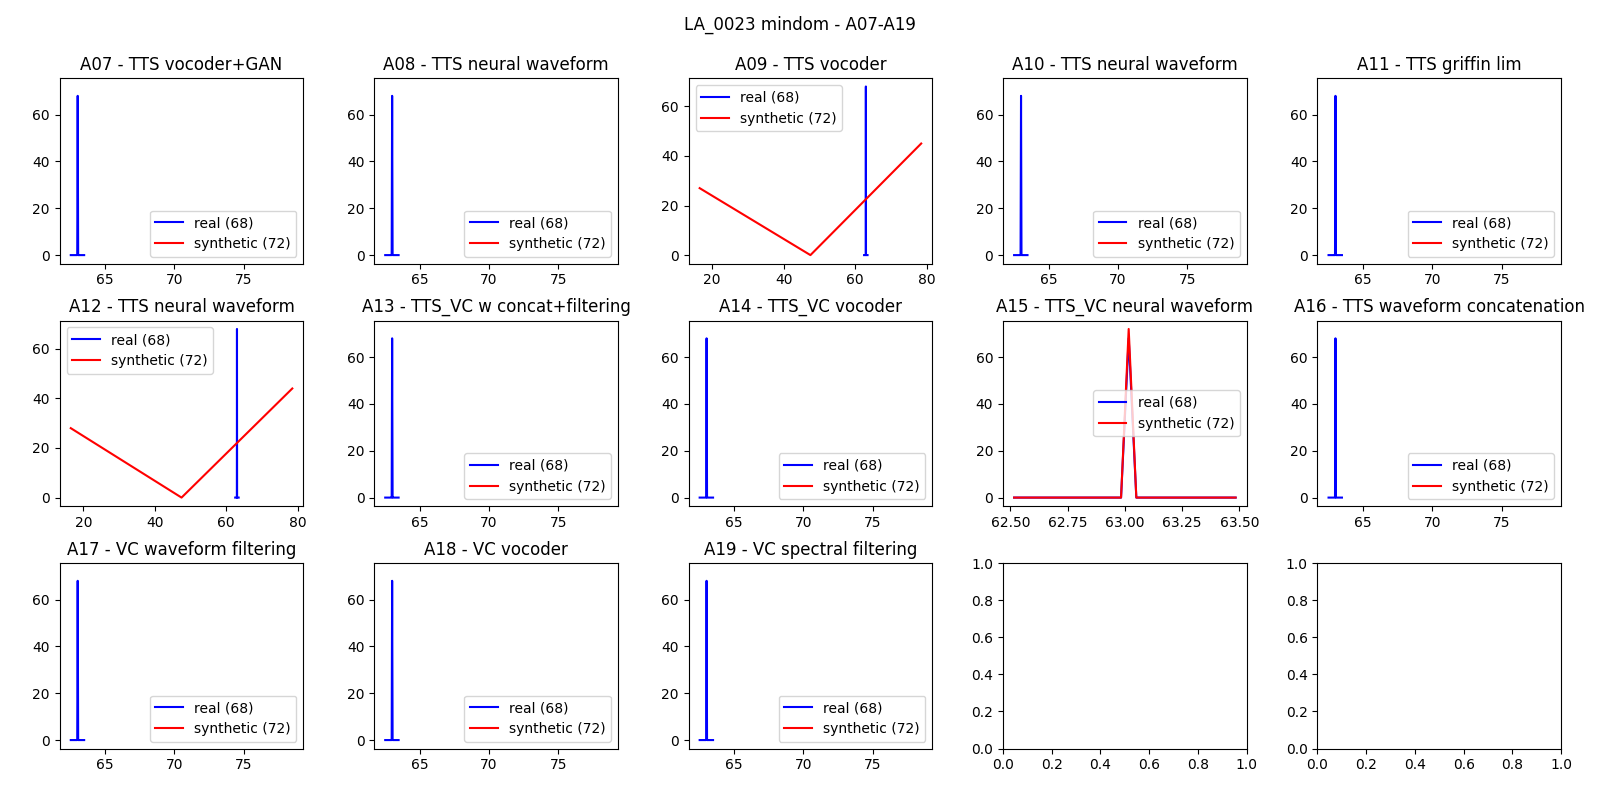 LA_0023 mindom - A07-A19
A07 - TTS vocoder+GAN
A08 - TTS neural waveform
A09 - TTS vocoder
A10 - TTS neural waveform
A11 - TTS griffin lim
60
40
20
0
65 70 75
real (68)
synthetic (72)
60
40
20
0
65 70 75
real (68)
synthetic (72)
60
40
20
0
20 40 60 80
real (68)
synthetic (72)
60
40
20
0
65 70 75
real (68)
synthetic (72)
60
40
20
0
65 70 75
real (68)
synthetic (72)
A12 - TTS neural waveform
A13 - TTS_VC w concat+filtering
A14 - TTS_VC vocoder
A15 - TTS_VC neural waveform
A16 - TTS waveform concatenation
60
40
20
0
20 40 60 80
real (68)
synthetic (72)
60
40
20
0
65 70 75
real (68)
synthetic (72)
60
40
20
0
65 70 75
real (68)
synthetic (72)
60
40
20
0
62.50 62.75 63.00 63.25 63.50
real (68)
synthetic (72)
60
40
20
0
65 70 75
real (68)
synthetic (72)
A17 - VC waveform filtering
A18 - VC vocoder
A19 - VC spectral filtering
60
40
20
0
65 70 75
real (68)
synthetic (72)
60
40
20
0
65 70 75
real (68)
synthetic (72)
60
40
20
0
65 70 75
real (68)
synthetic (72)
1.0
0.8
0.6
0.4
0.2
0.0
0.0 0.2 0.4 0.6 0.8 1.0
1.0
0.8
0.6
0.4
0.2
0.0
0.0 0.2 0.4 0.6 0.8 1.0